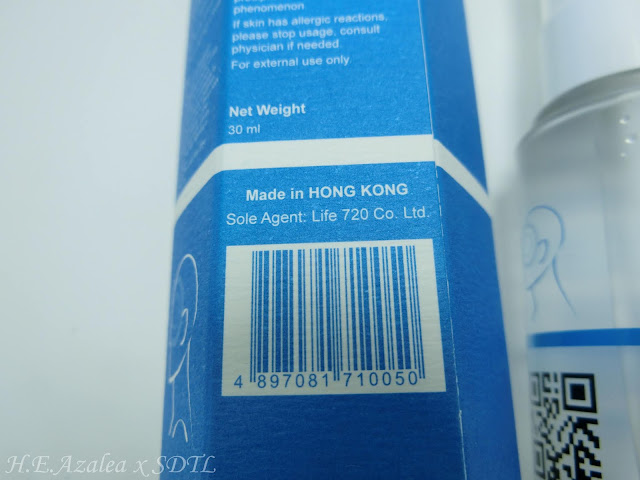 phenomenon
If skin has allergic reactions,
please stop usage, consult
physician if needed
For external use only
Net Weight
30 ml
Made in HONG KONG
Sole Agent: Life 720 Co. Ltd.
4 897081 710050
H.E.Azalea x SDTL